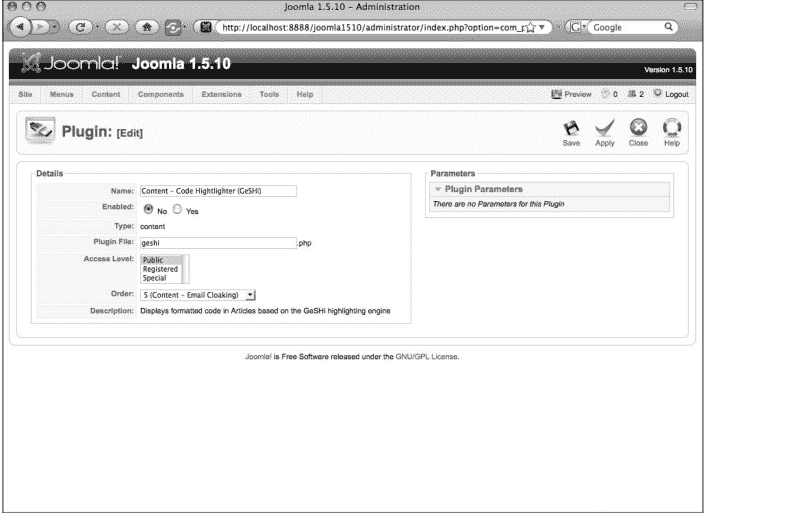 Joomla 1.5.10 - Administration
http://localhost:8888/joomla1510/administrator/index.php?option=com_p
G Google
Joomla! Joomla 1.5.10
Version 1.5.10
Site Menus Content Components Extensions Tools Help Preview 0 2 Logout
Plugin: [Edit]
Save Apply Close Help
Details
Name: Content - Code Hightlighter (GeSHi)
Enabled: No Yes
Type: content
Plugin File: geshi .php
Access Level: Public
Registered
Special
Order: 5 (Content - Email Cloaking)
Description: Displays formatted code in Articles based on the GeSHi highlighting engine
Parameters
Plugin Parameters
There are no Parameters for this Plugin
Joomla! is Free Software released under the GNU/GPL License.